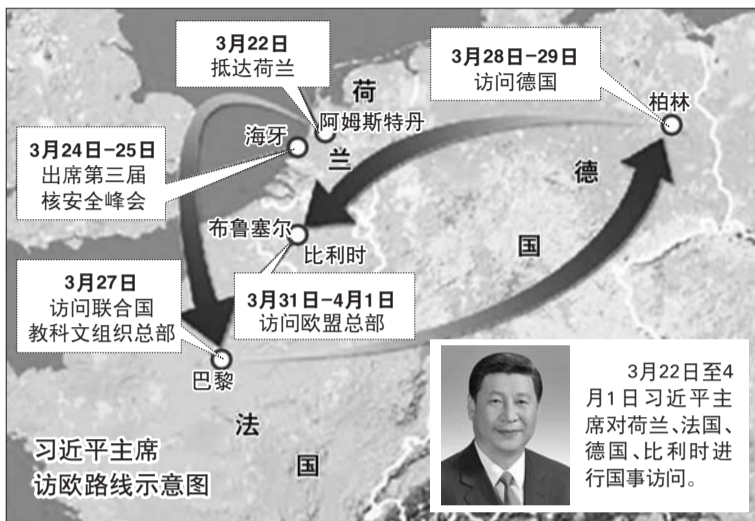 3月22日
抵达荷兰
3月28日-29日
访问德国
荷
兰
阿姆斯特丹
柏林
海牙
3月24日-25日
出席第三届
核安全峰会
德
国
布鲁塞尔
比利时
3月27日
访问联合国
教科文组织总部
3月31日-4月1日
访问欧盟总部
巴黎
法
国
习近平主席
访欧路线示意图
3月22日至4
月1日习近平主
席对荷兰、法国、
德国、比利时进
行国事访问。